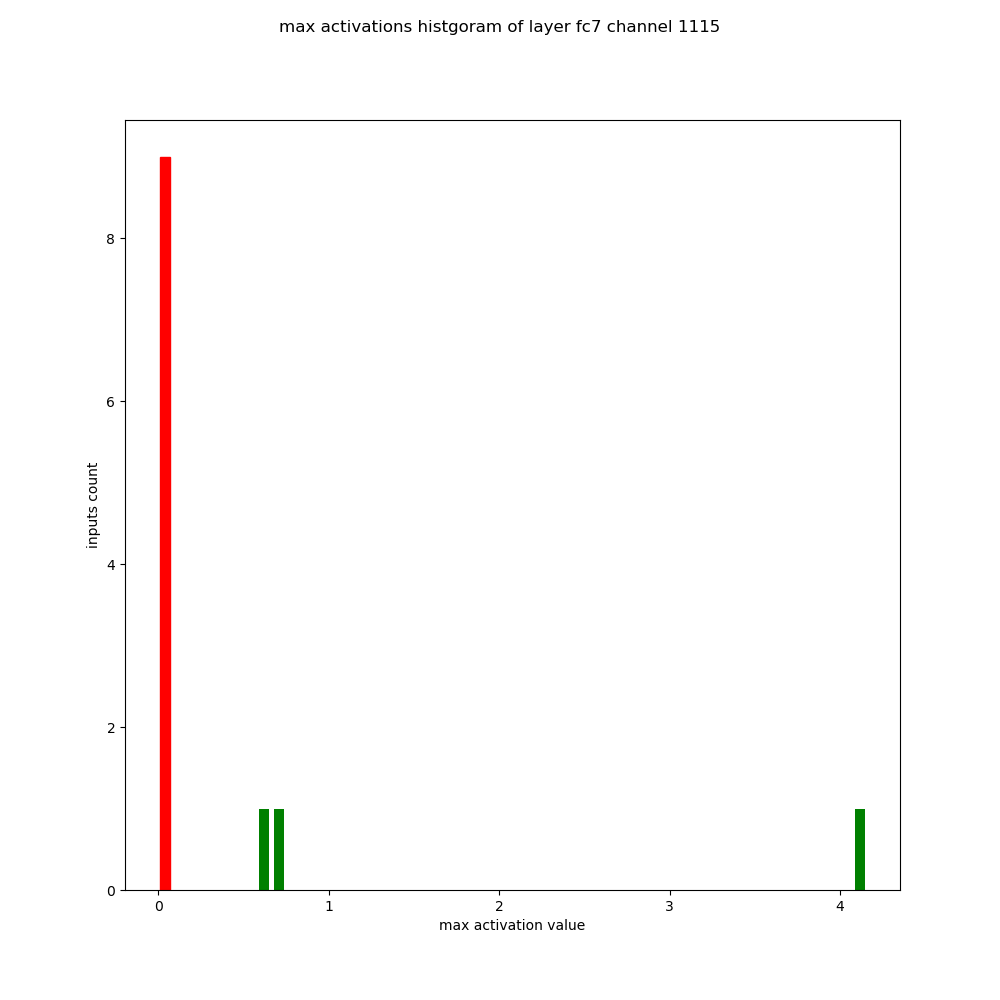 max activations histgoram of layer fc7 channel 1115
8
6
4
2
0
inputs count
0 1 2 3 4
max activation value